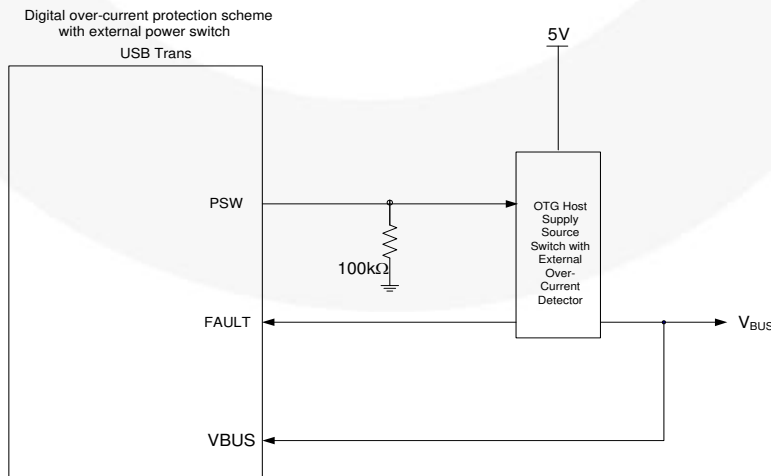 Digital over-current protection scheme
with external power switch
USB Trans
5V
PSW
100kΩ
OTG Host
Supply
Source
Switch with
External
Over-
Current
Detector
FAULT
VBUS
VBUS